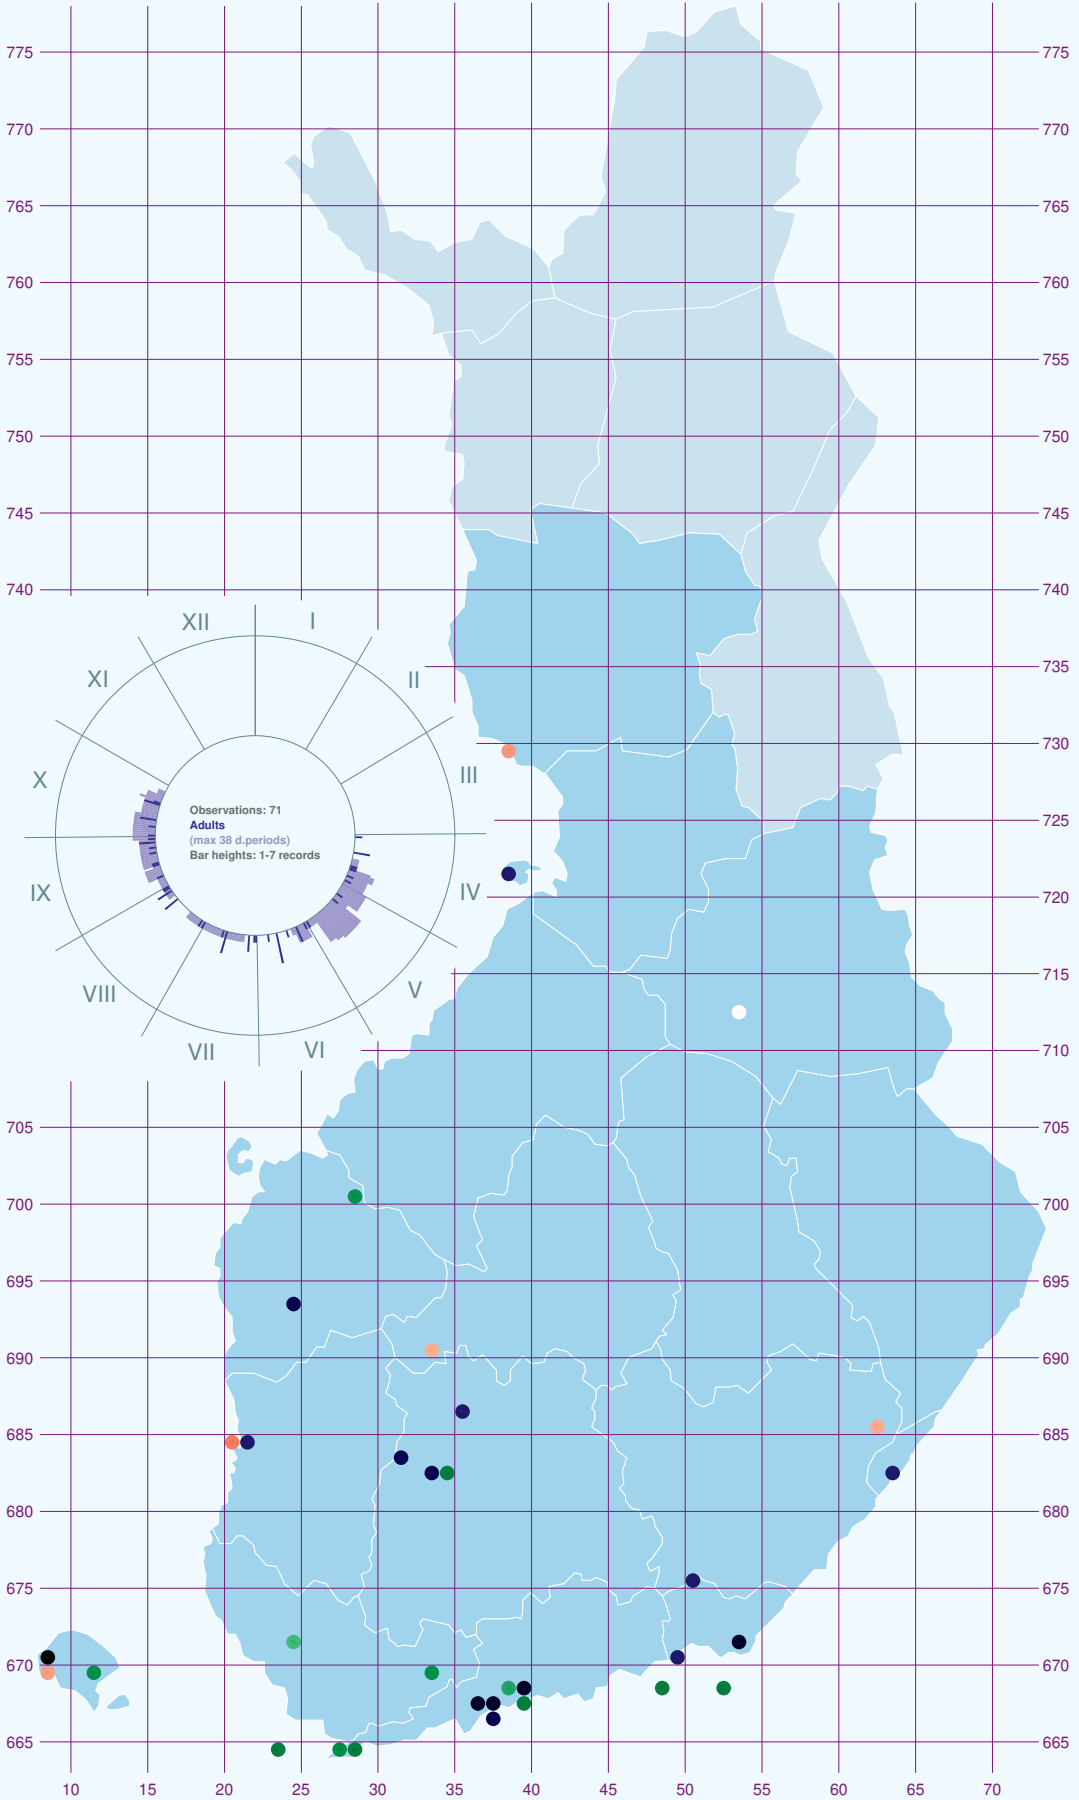 775 775
770 770
765 765
760 760
755 755
750 750
745 745
740 740
XII I
XI II
735
X III
730
Observations: 71
Adults
(max 38 d.periods)
Bar heights: 1-7 records
725
IX IV
720
VIII V
715
VII VI
710
705 705
700 700
695 695
690 690
685 685
680 680
675 675
670 670
665 665
10 15 20 25 30 35 40 45 50 55 60 65 70